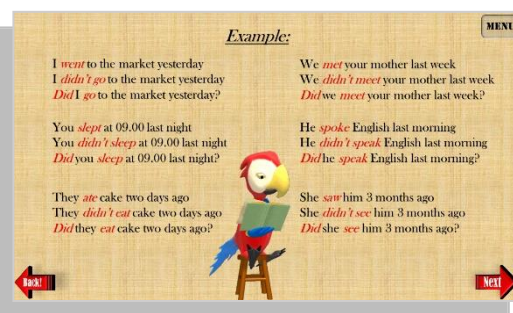 MENU
Example:
I went to the market yesterday
I didn't go to the market yesterday
Did I go to the market yesterday?
You slept at 09.00 last night
You didn't sleep at 09.00 last night
Did you sleep at 09.00 last night?
They ate cake two days ago
They didn't eat cake two days ago
Did they eat cake two days ago?
We met your mother last week
We didn't meet your mother last week
Did we meet your mother last week?
He spoke English last morning
He didn't speak English last morning
Did he speak English last morning?
She saw him 3 months ago
She didn't see him 3 months ago
Did she see him 3 months ago?
Back!
Next